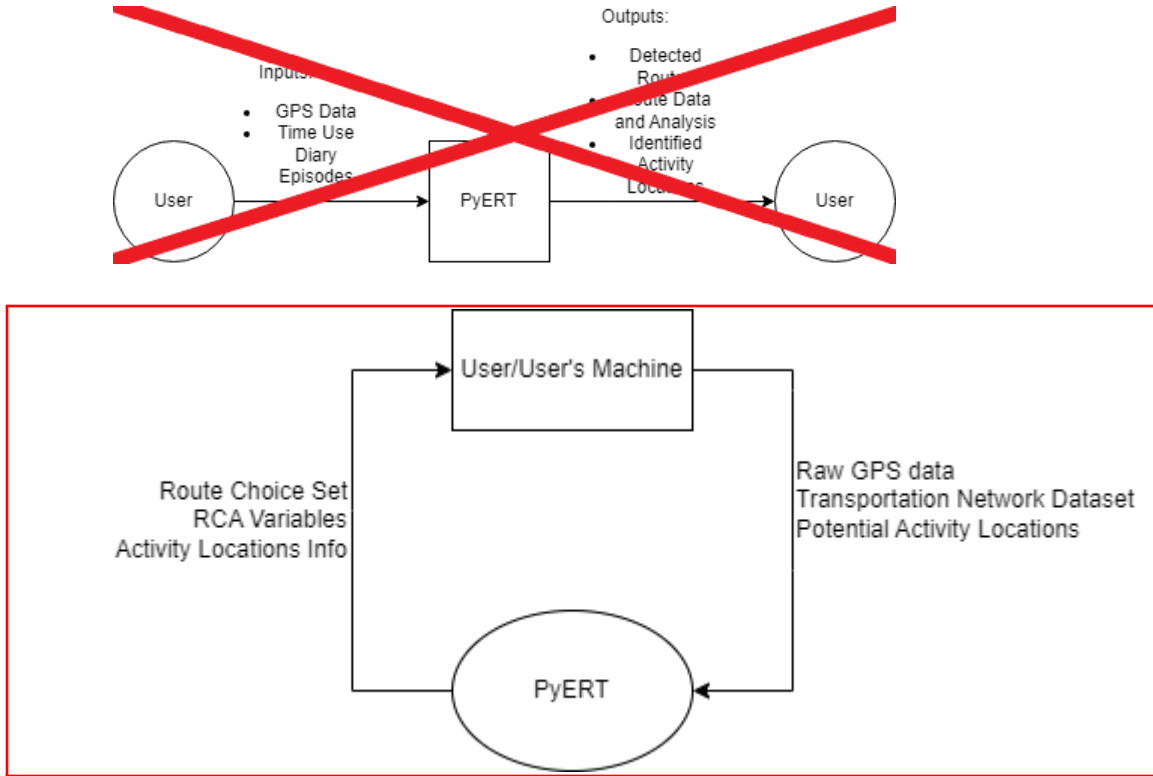 Outputs:
Detected
Inputs:
GPS Data
Time Use
Diary
Episodes
Data
and Analysis
Identified
Activity
User
PyERT
User
User/User's Machine
Route Choice Set
RCA Variables
Activity Locations Info
Raw GPS data
Transportation Network Dataset
Potential Activity Locations
PyERT